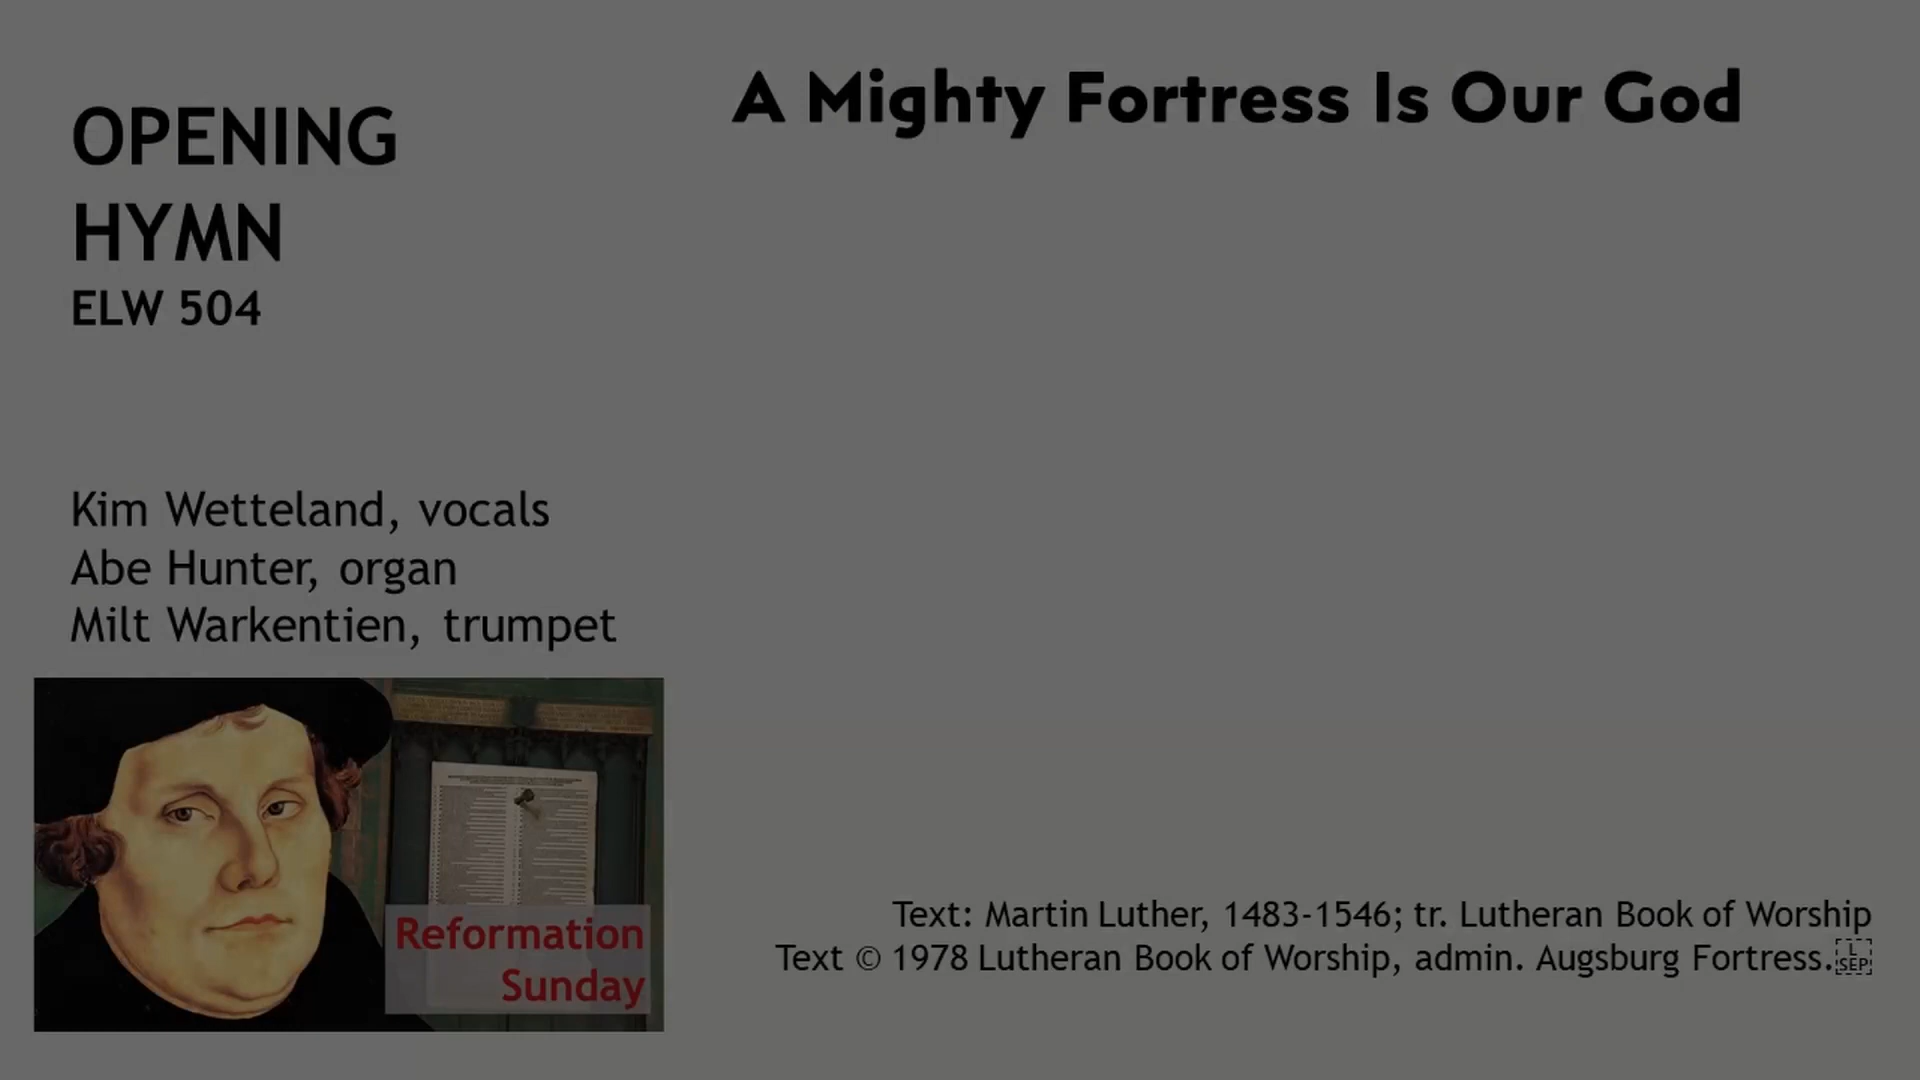 OPENING
HYMN
ELW 504
A Mighty Fortress Is Our God
Kim Wetteland, vocals
Abe Hunter, organ
Milt Warkentien, trumpet
Reformation
Sunday
Text: Martin Luther, 1483-1546; tr. Lutheran Book of Worship
Text © 1978 Lutheran Book of Worship, admin. Augsburg Fortress.
L
SEP